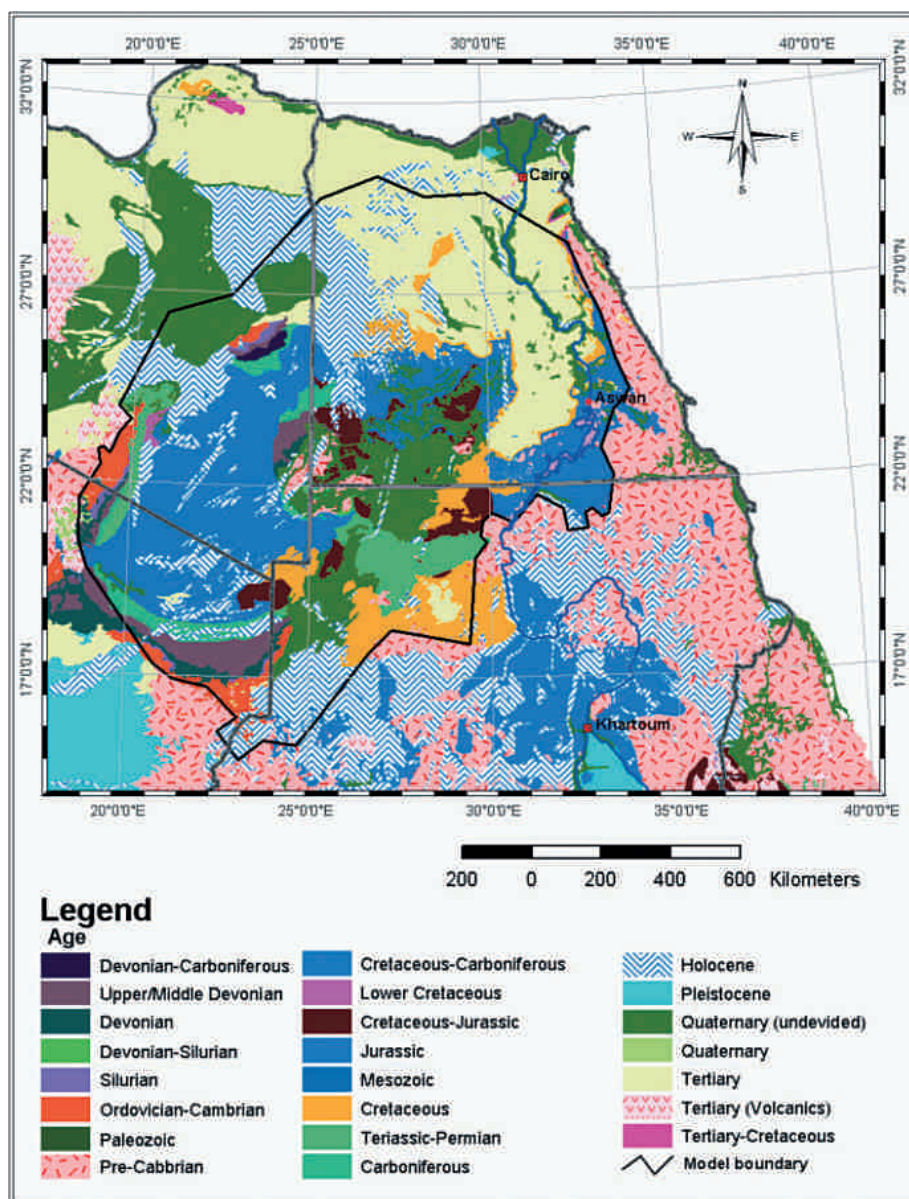 20°0'0"E 25°0'0"E 30°0'0"E 35°0'0"E 40°0'0"E
32°0'0"N 32°0'0"N
N
W E
S
Cairo
27°0'0"N 27°0'0"N
Aswan
22°0'0"N 22°0'0"N
17°0'0"N 17°0'0"N
Khartoum
20°0'0"E 25°0'0"E 30°0'0"E 35°0'0"E 40°0'0"E
200 0 200 400 600 Kilometers
Legend
Age
Devonian-Carboniferous
Upper/Middle Devonian
Devonian
Devonian-Silurian
Silurian
Ordovician-Cambrian
Paleozoic
Pre-Cabbrian
Cretaceous-Carboniferous
Lower Cretaceous
Cretaceous-Jurassic
Jurassic
Mesozoic
Cretaceous
Teriassic-Permian
Carboniferous
Holocene
Pleistocene
Quaternary (undevided)
Quaternary
Tertiary
Tertiary (Volcanics)
Tertiary-Cretaceous
Model boundary